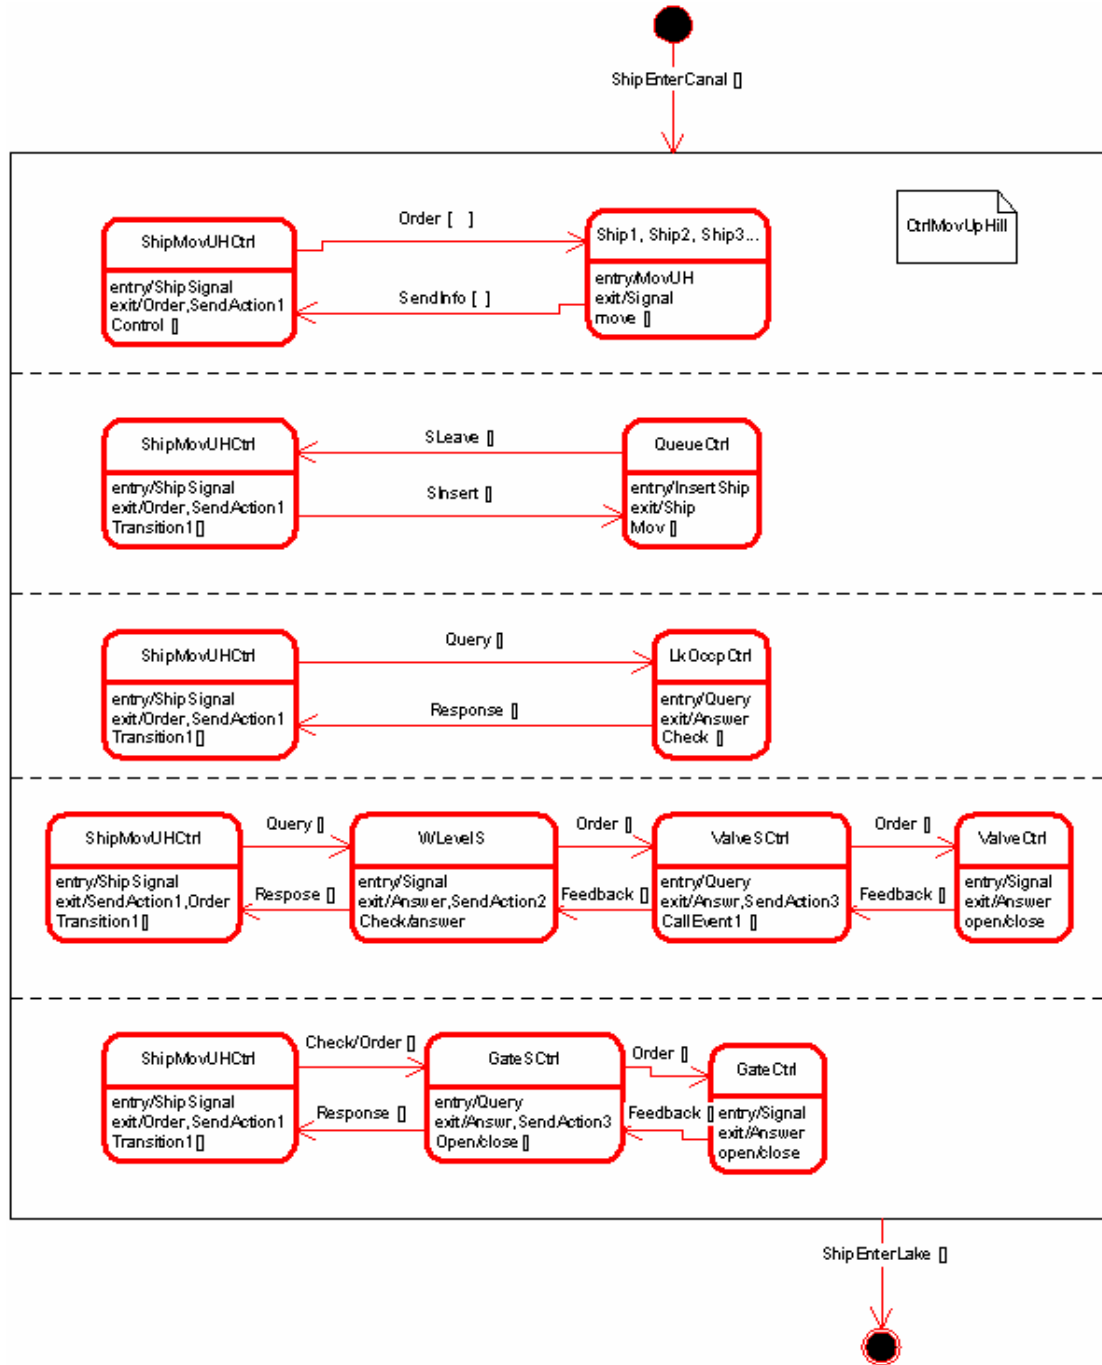 ShipEnterCanal []
CtrlMovUpHill
Order [ ]
ShipMovUHCtrl
entry/ShipSignal
exit/Order,SendAction1
Control []
Ship1, Ship2, Ship3...
entry/MovUH
exit/Signal
move []
SendInfo [ ]
ShipMovUHCtrl
entry/ShipSignal
exit/Order,SendAction1
Transition1[]
SLeave []
SInsert []
QueueCtrl
entry/InsertShip
exit/Ship
Mov []
ShipMovUHCtrl
entry/ShipSignal
exit/Order,SendAction1
Transition1[]
Query []
Response []
LkOccpCtrl
entry/Query
exit/Answer
Check []
ShipMovUHCtrl
entry/ShipSignal
exit/SendAction1,Order
Transition1[]
Query []
Respose []
WLevelS
entry/Signal
exit/Answer,SendAction2
Check/answer
Order []
Feedback []
ValveSCtrl
entry/Query
exit/Answr,SendAction3
CallEvent1 []
Order []
Feedback []
ValveCtrl
entry/Signal
exit/Answer
open/close
ShipMovUHCtrl
entry/ShipSignal
exit/Order,SendAction1
Transition1[]
Check/Order []
Response []
GateSCtrl
entry/Query
exit/Answr,SendAction3
Open/close []
Order []
Feedback []
GateCtrl
entry/Signal
exit/Answer
open/close
ShipEnterLake []